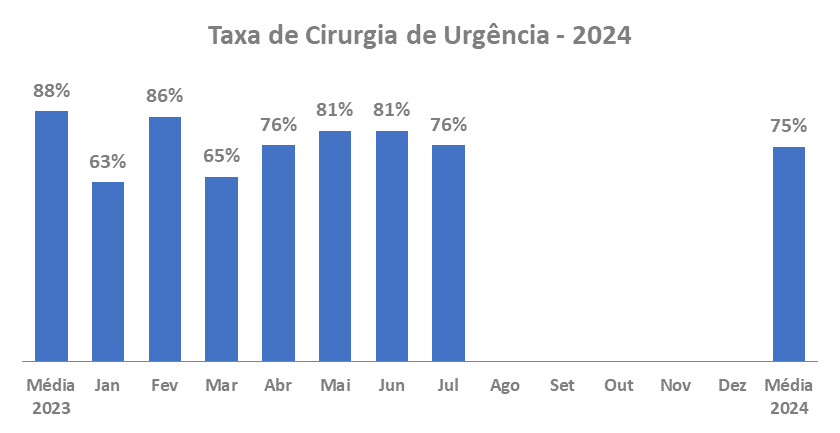 Taxa de Cirurgia de Urgência - 2024
88%
63%
86%
65%
76%
81%
81%
76%
75%
Média 2023
Jan
Fev
Mar
Abr
Mai
Jun
Jul
Ago
Set
Out
Nov
Dez
Média 2024